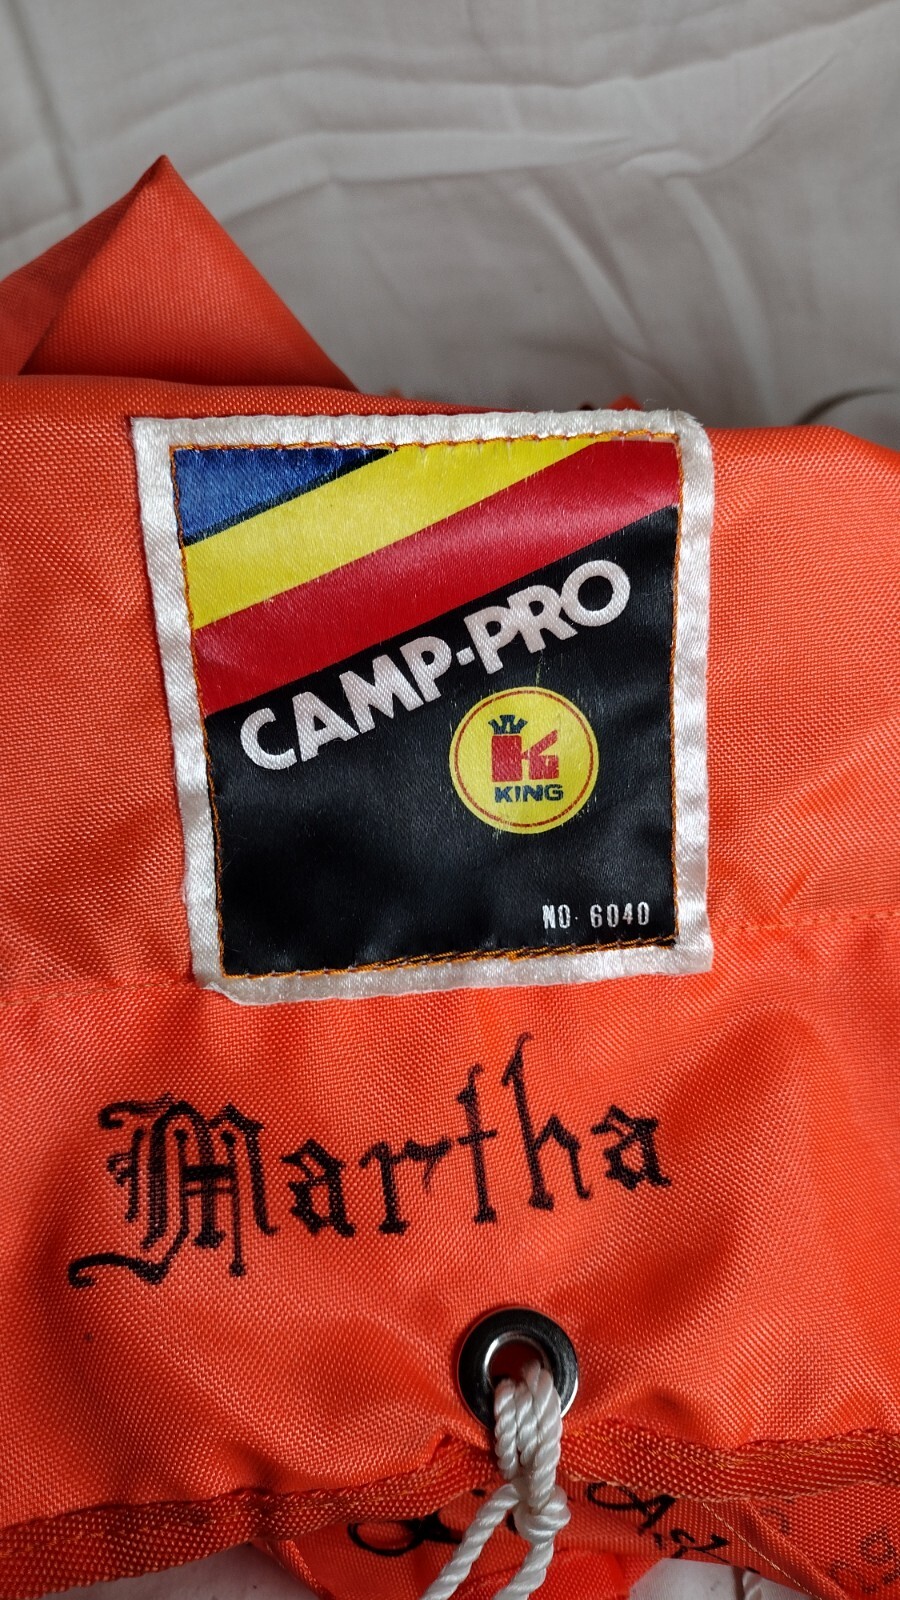 CAMP-PRO
K
KING
NO. 6040
Martha